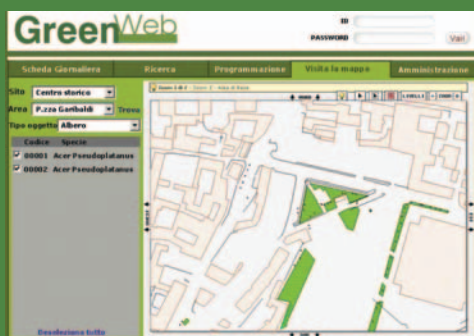 GreenWeb
ID
PASSWORD
Vai!
Scheda Giornaliera Ricerca Programmazione Visita la mappa Amministrazione
Sito Centro storico
Area P.zza Garibaldi Trova
Tipo oggetto Albero
Codice Specie
00001 Acer Pseudoplatanus
00002 Acer Pseudoplatanus
Deseleziona tutto